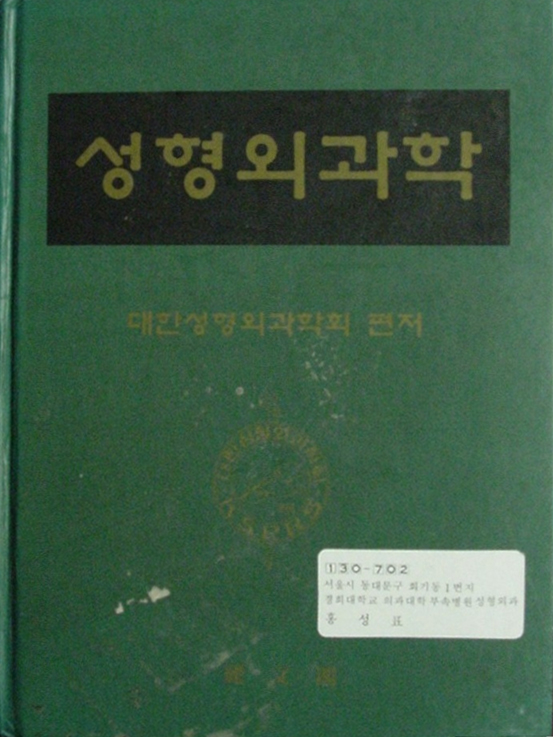 성형외과학
대한성형외과학회 편저
130-702
서울시 동대문구 회기동 1번지
경희대학교 의과대학 부속병원 성형외과
홍 성 표